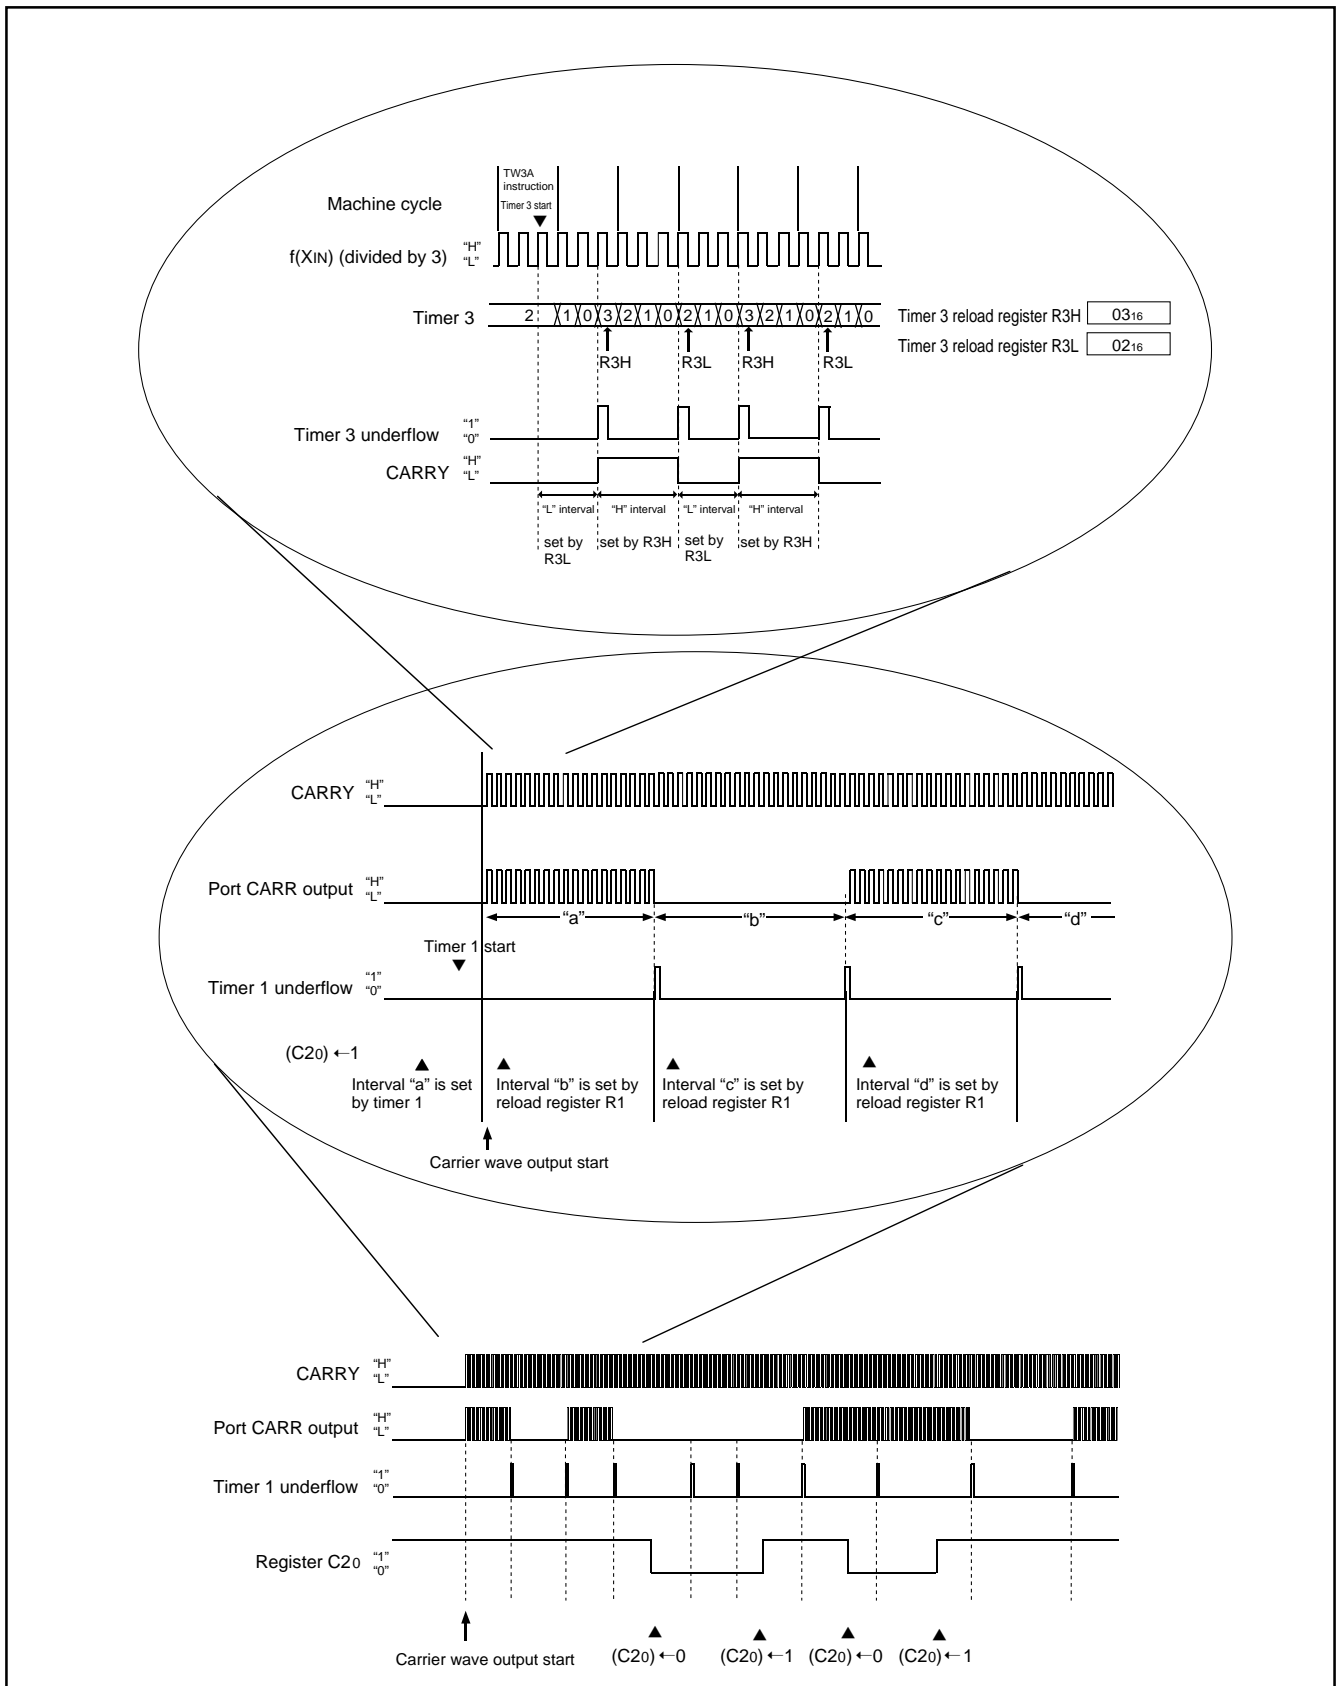 TW3A
instruction
Machine cycle
Timer 3 start
f(XIN) (divided by 3) “H”
“L”
Timer 3 2 1 0 3 2 1 0 2 1 0 3 2 1 0 2 1 0
Timer 3 reload register R3H 0316
Timer 3 reload register R3L 0216
R3H R3L R3H R3L
Timer 3 underflow “1”
“0”
CARRY “H”
“L”
“L” interval “H” interval “L” interval “H” interval
set by R3L set by R3H set by R3L set by R3H
CARRY “H”
“L”
Port CARR output “H”
“L”
“a” “b” “c” “d”
Timer 1 start
Timer 1 underflow “1”
“0”
(C20) ←1
Interval “a” is set
by timer 1
Interval “b” is set by
reload register R1
Interval “c” is set by
reload register R1
Interval “d” is set by
reload register R1
Carrier wave output start
CARRY “H”
“L”
Port CARR output “H”
“L”
Timer 1 underflow “1”
“0”
Register C20 “1”
“0”
Carrier wave output start (C20) ←0 (C20) ←1 (C20) ←0 (C20) ←1